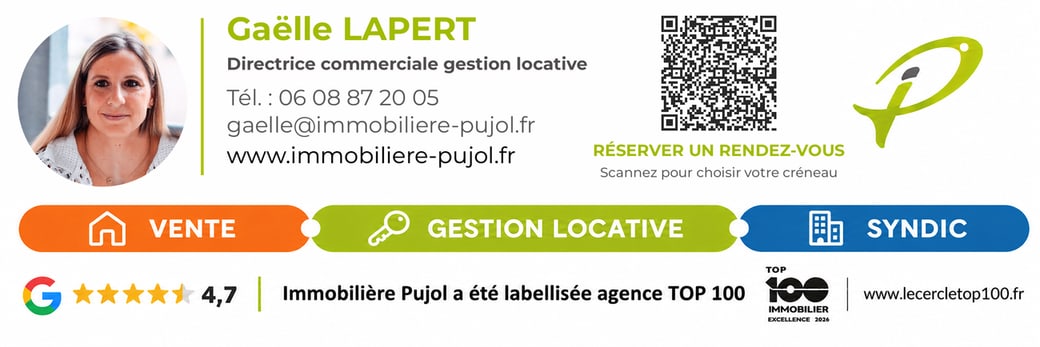 Gaëlle LAPERT
Directrice commerciale gestion locative
Tél. : 06 08 87 20 05
gaelle@immobiliere-pujol.fr
www.immobiliere-pujol.fr
RÉSERVER UN RENDEZ-VOUS
Scannez pour choisir votre créneau
VENTE
GESTION LOCATIVE
SYNDIC
4,7
Immobilière Pujol a été labellisée agence TOP 100
TOP
100
IMMOBILIER
EXCELLENCE 2026
www.lecercletop100.fr